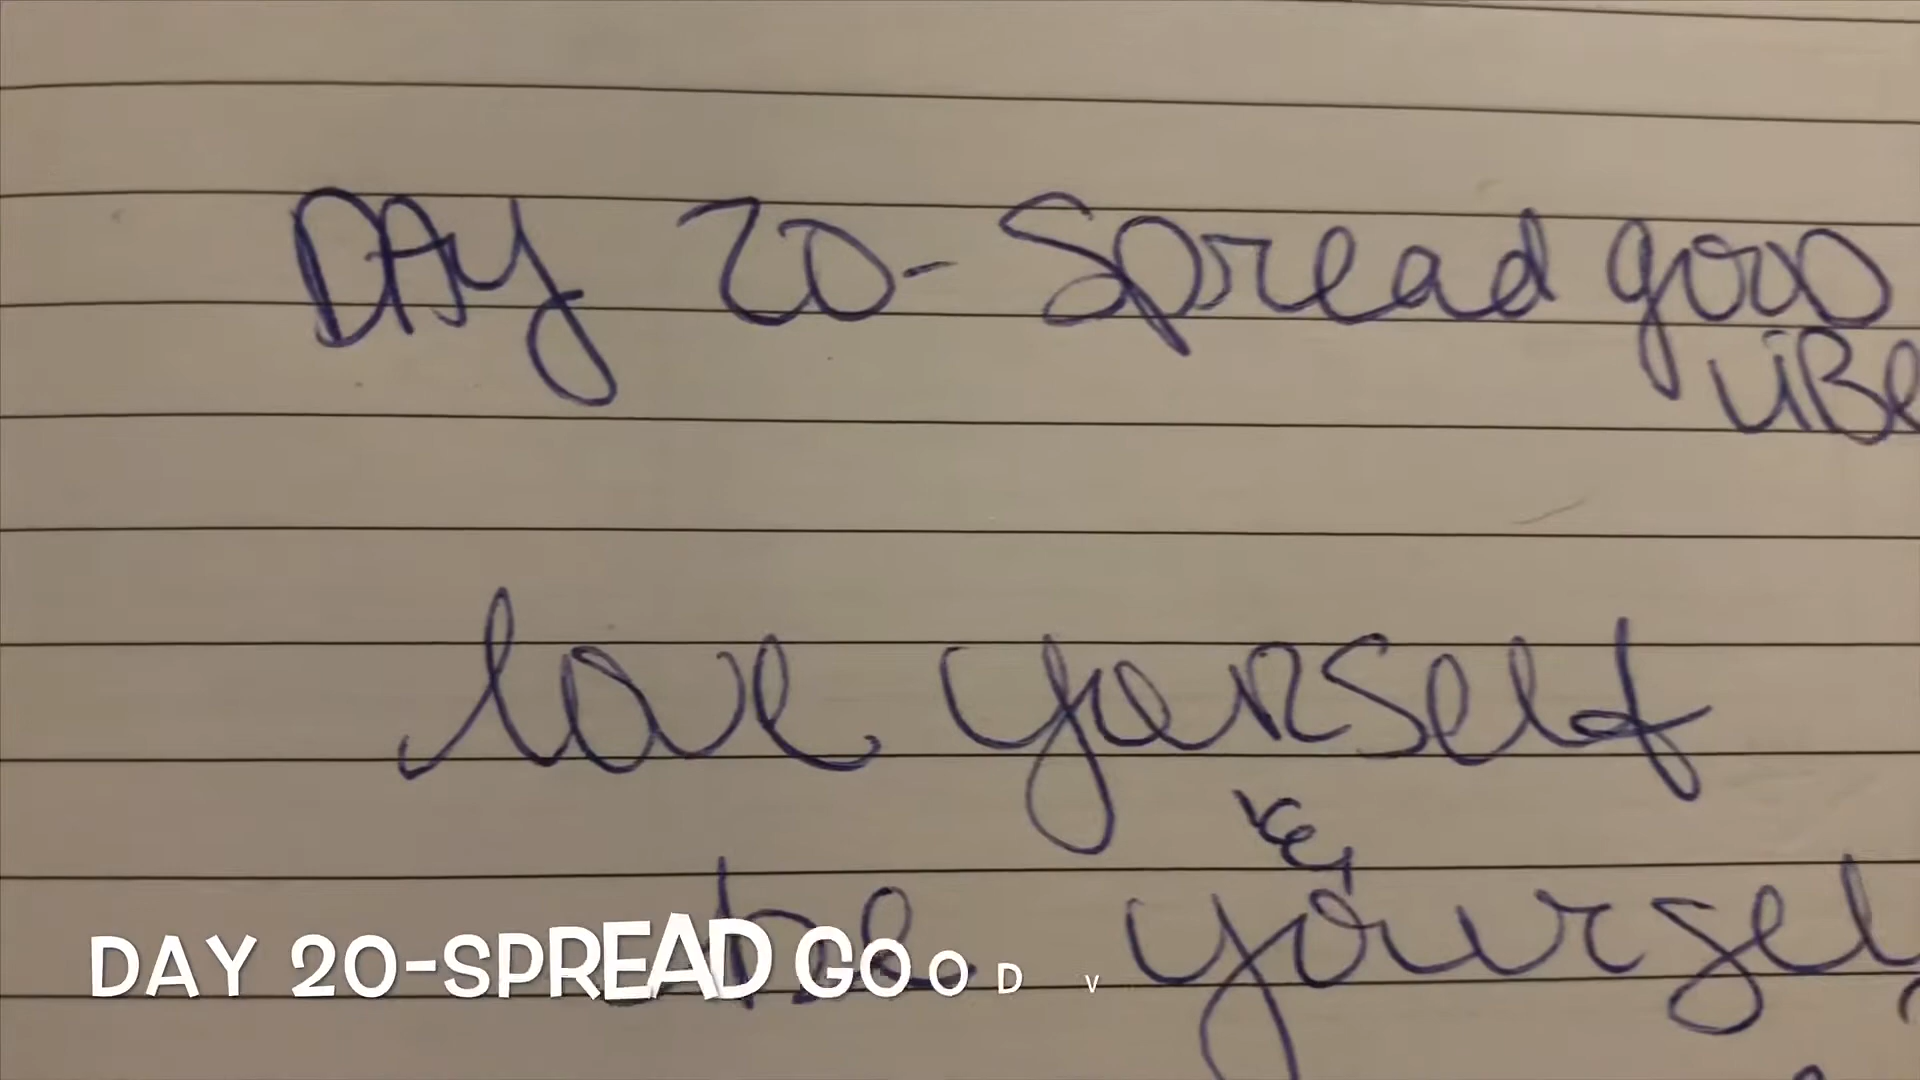 DAY 20- Spread good
ViBe
love yourself
&
be yourself
DAY 20-SPREAD GOOD V